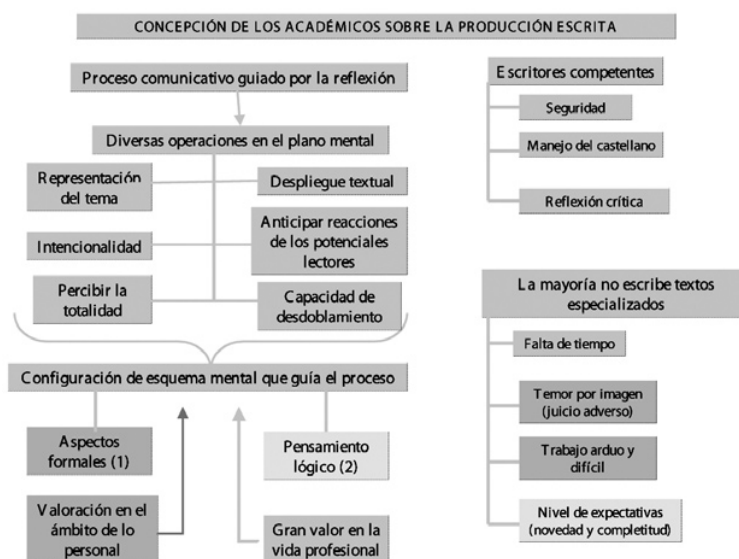 CONCEPCIÓN DE LOS ACADÉMICOS SOBRE LA PRODUCCIÓN ESCRITA
Proceso comunicativo guiado por la reflexión
Diversas operaciones en el plano mental
Representación
del tema
Despliegue textual
Intencionalidad
Anticipar reacciones
de los potenciales
lectores
Percibir la
totalidad
Capacidad de
desdoblamiento
Configuración de esquema mental que guía el proceso
Aspectos
formales (1)
Pensamiento
lógico (2)
Valoración en el
ámbito de lo
personal
Gran valor en la
vida profesional
Escritores competentes
Seguridad
Manejo del castellano
Reflexión crítica
La mayoría no escribe textos
especializados
Falta de tiempo
Temor por imagen
(juicio adverso)
Trabajo arduo y
difícil
Nivel de expectativas
(novedad y completitud)